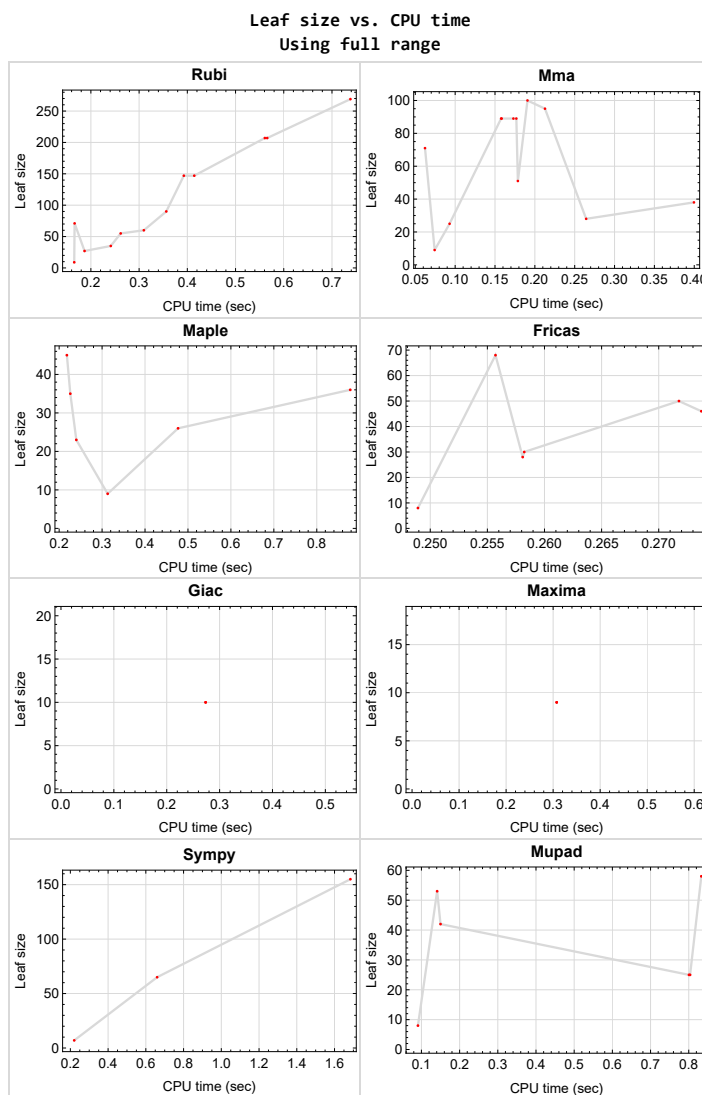 Leaf size vs. CPU time
Using full range
Rubi
Leaf size
250
200
150
100
50
0
0.2 0.3 0.4 0.5 0.6 0.7
CPU time (sec)
Mma
Leaf size
100
80
60
40
20
0
0.05 0.10 0.15 0.20 0.25 0.30 0.35 0.40
CPU time (sec)
Maple
Leaf size
40
30
20
10
0
0.2 0.3 0.4 0.5 0.6 0.7 0.8
CPU time (sec)
Fricas
Leaf size
70
60
50
40
30
20
10
0
0.250 0.255 0.260 0.265 0.270
CPU time (sec)
Giac
Leaf size
20
15
10
5
0
0.0 0.1 0.2 0.3 0.4 0.5
CPU time (sec)
Maxima
Leaf size
15
10
5
0
0.0 0.1 0.2 0.3 0.4 0.5 0.6
CPU time (sec)
Sympy
Leaf size
150
100
50
0
0.2 0.4 0.6 0.8 1.0 1.2 1.4 1.6
CPU time (sec)
Mupad
Leaf size
60
50
40
30
20
10
0
0.1 0.2 0.3 0.4 0.5 0.6 0.7 0.8
CPU time (sec)